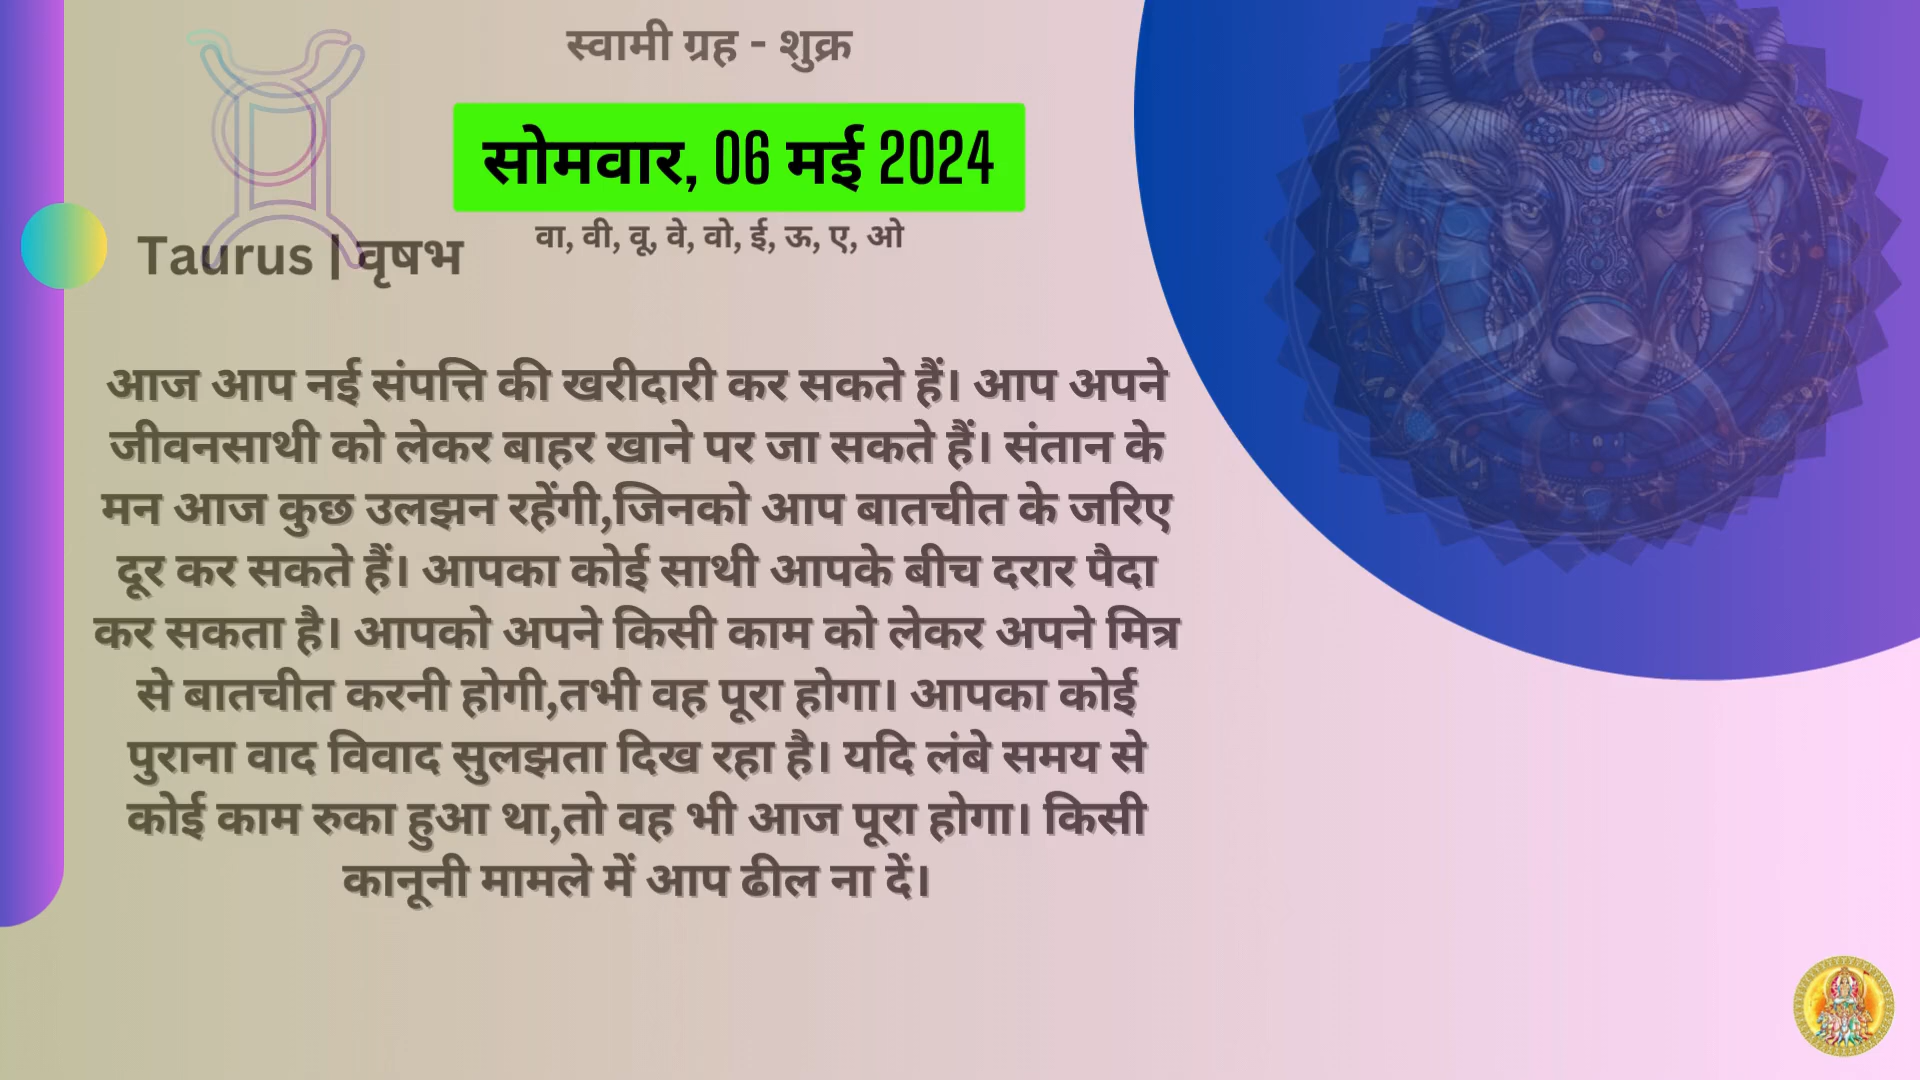 स्वामी ग्रह - शुक्र
सोमवार, 06 मई 2024
वा, वी, वू, वे, वो, ई, ऊ, ए, ओ
Taurus | वृषभ
आज आप नई संपत्ति की खरीदारी कर सकते हैं। आप अपने
जीवनसाथी को लेकर बाहर खाने पर जा सकते हैं। संतान के
मन आज कुछ उलझन रहेंगी,जिनको आप बातचीत के जरिए
दूर कर सकते हैं। आपका कोई साथी आपके बीच दरार पैदा
कर सकता है। आपको अपने किसी काम को लेकर अपने मित्र
से बातचीत करनी होगी,तभी वह पूरा होगा। आपका कोई
पुराना वाद विवाद सुलझता दिख रहा है। यदि लंबे समय से
कोई काम रुका हुआ था,तो वह भी आज पूरा होगा। किसी
कानूनी मामले में आप ढील ना दें।